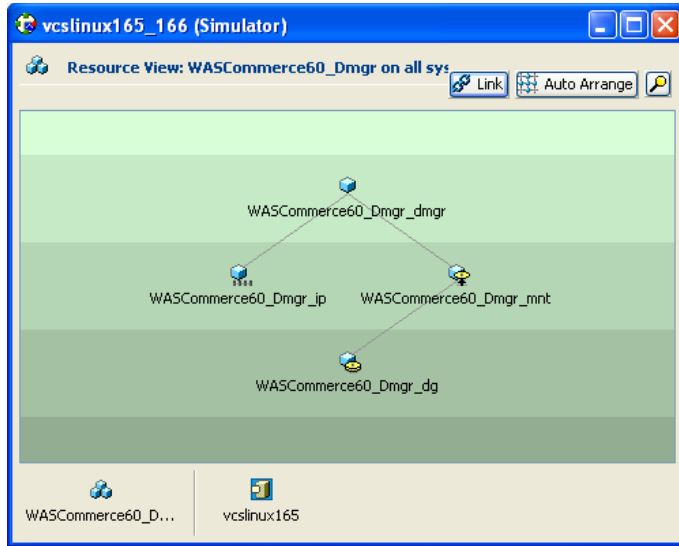 vcslinux165_166 (Simulator)
Resource View: WASCommerce60_Dmgr on all sys
Link
Auto Arrange
WASCommerce60_Dmgr_dmgr
WASCommerce60_Dmgr_ip
WASCommerce60_Dmgr_mnt
WASCommerce60_Dmgr_dg
WASCommerce60_D...
vcslinux165